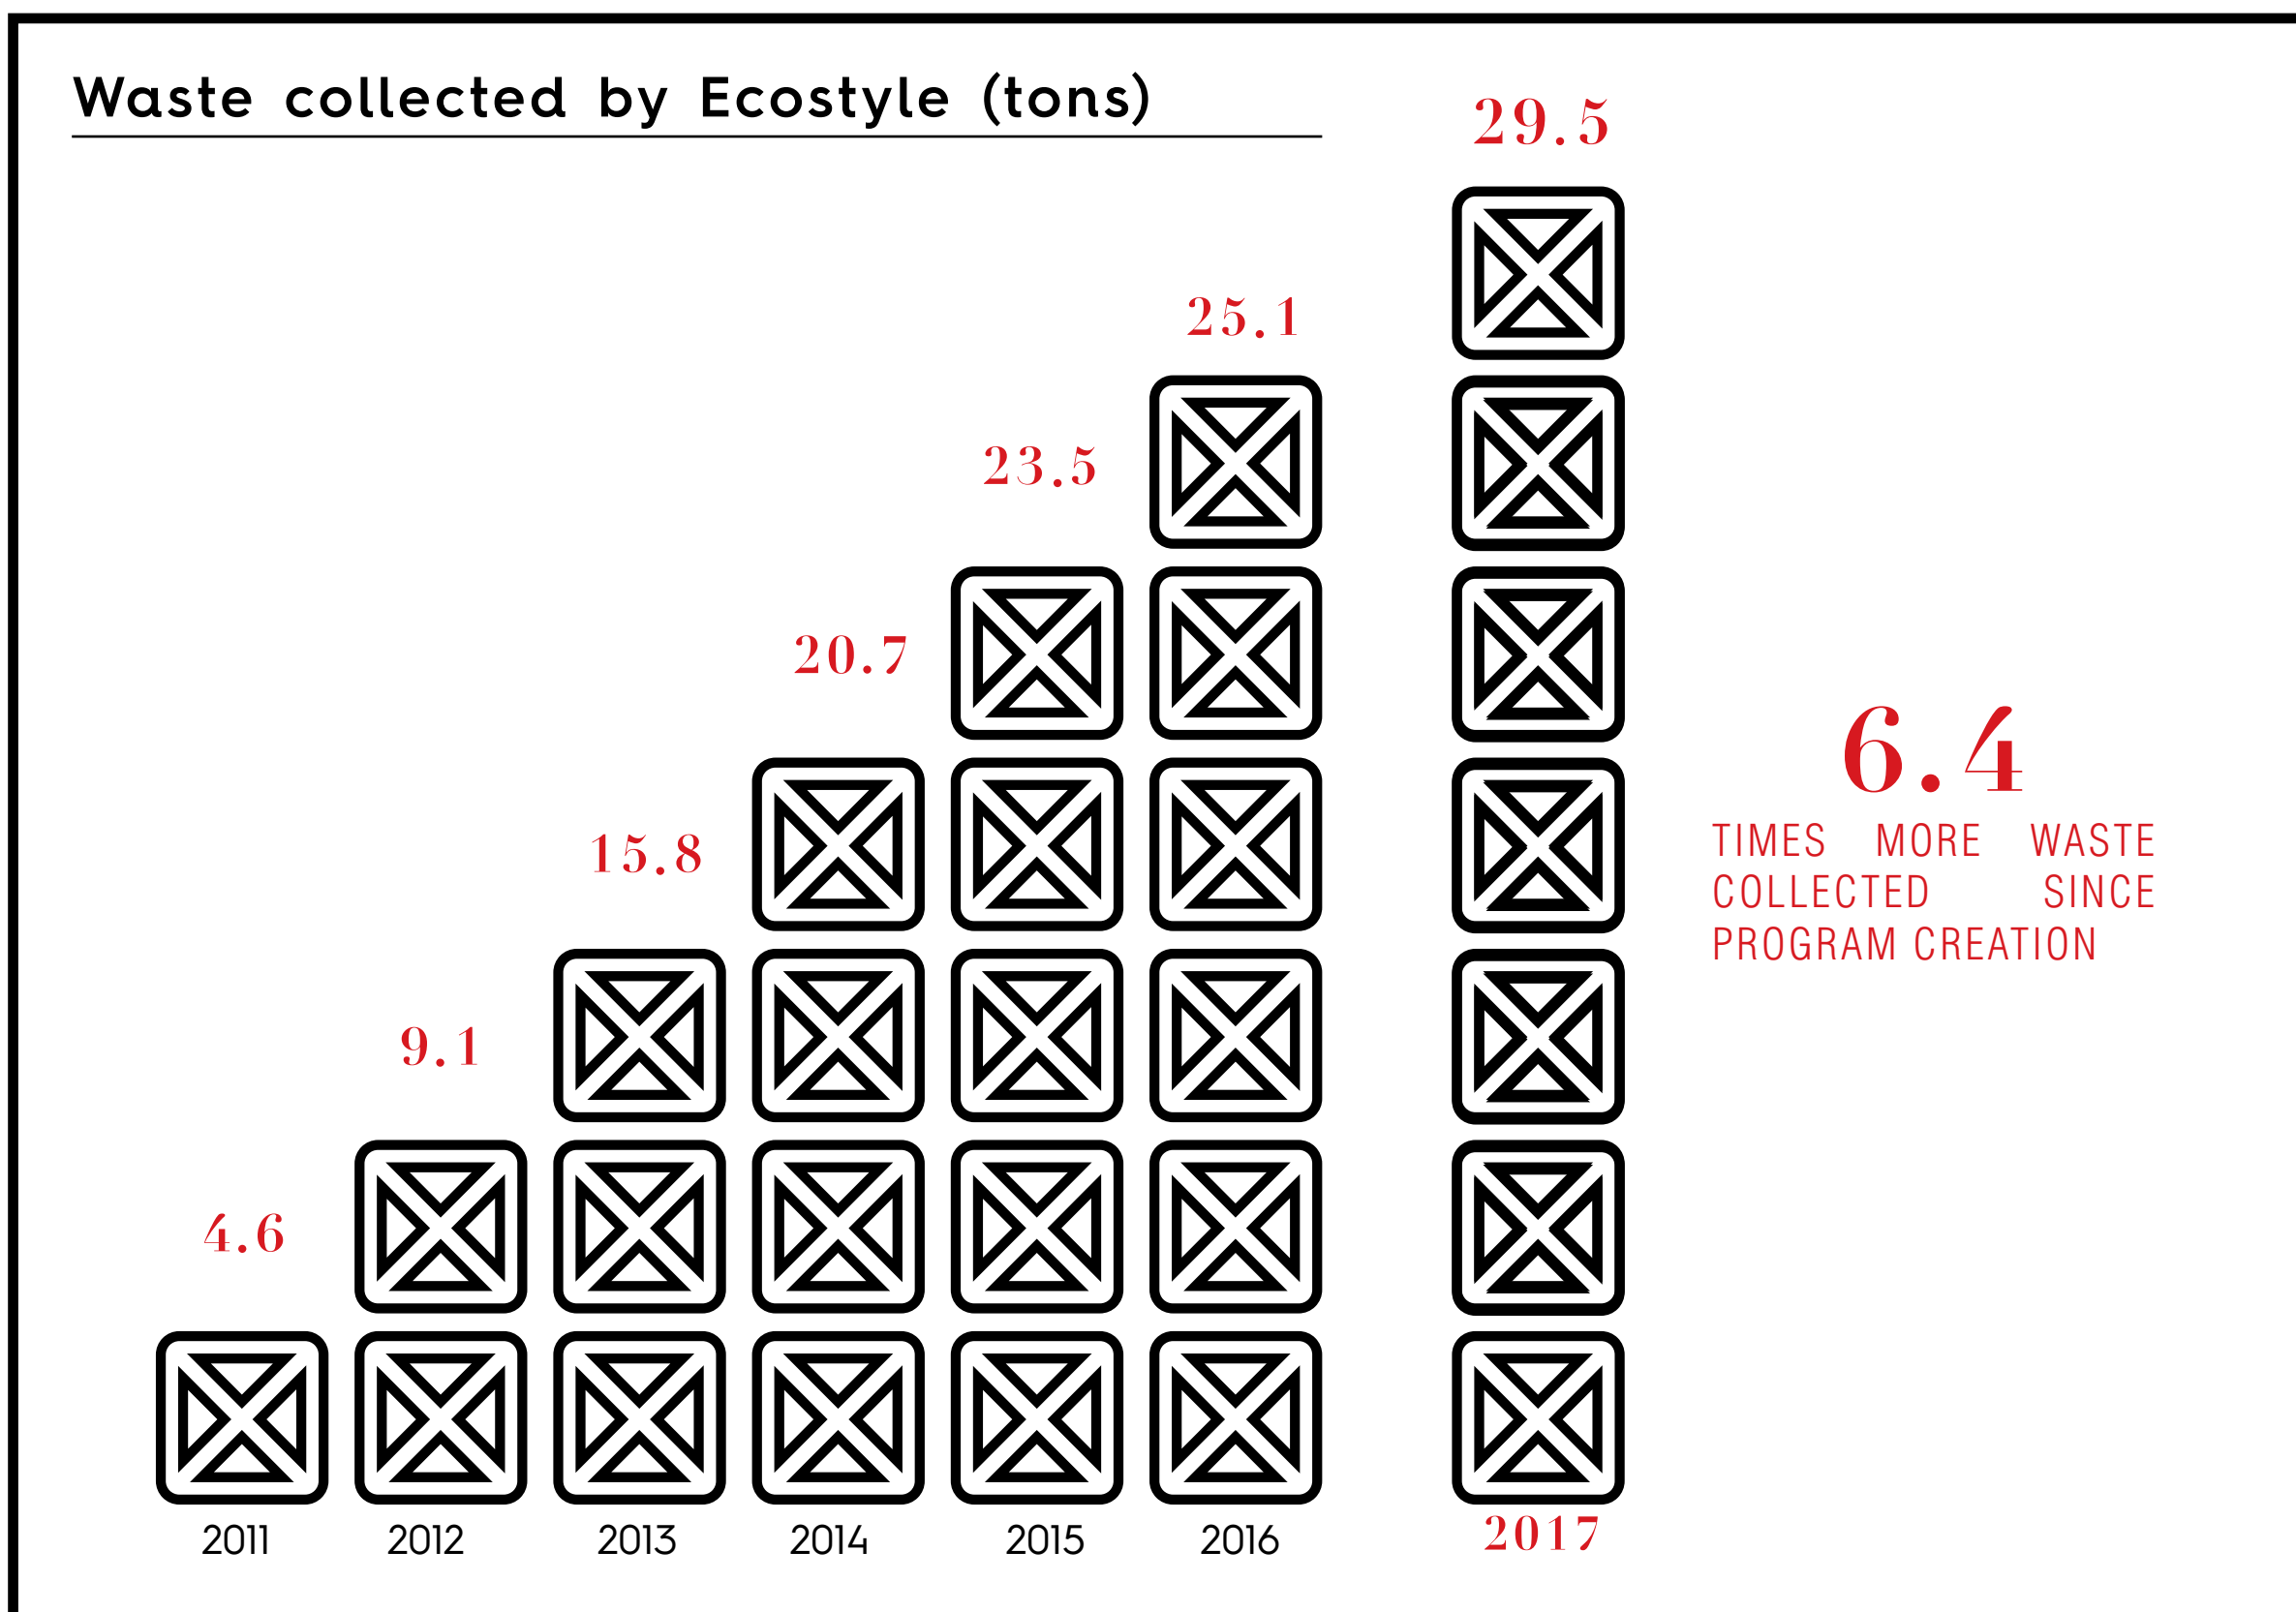 Waste collected by Ecostyle (tons)
29.5
25.1
23.5
20.7
15.8
9.1
4.6
6.4
TIMES MORE WASTE
COLLECTED SINCE
PROGRAM CREATION
2011 2012 2013 2014 2015 2016 2017